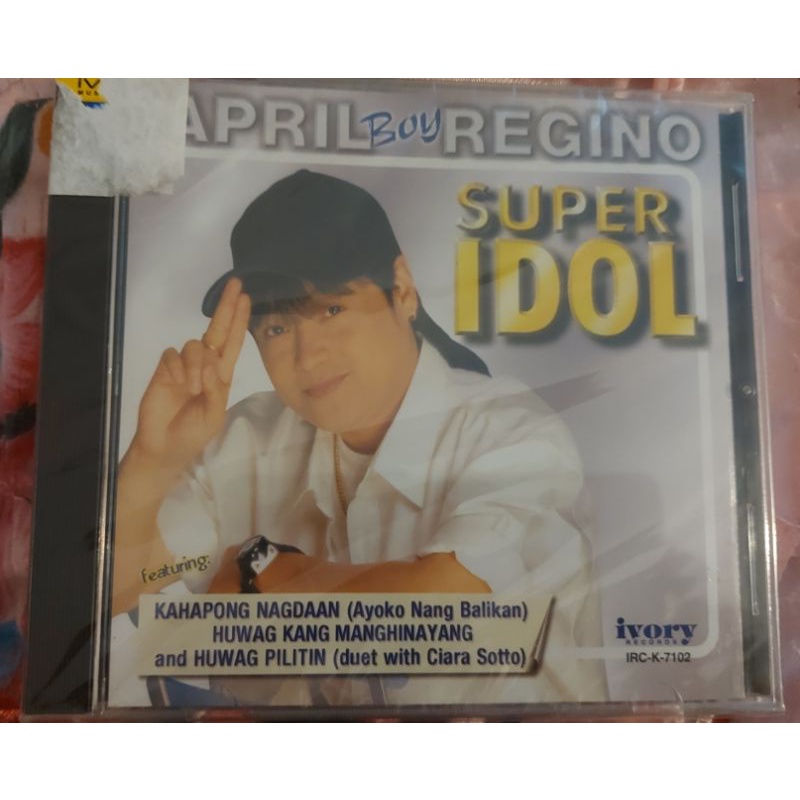 APRIL Boy REGINO
SUPER
IDOL
featuring:
KAHAPONG NAGDAAN (Ayoko Nang Balikan)
HUWAG KANG MANGHINAYANG
and HUWAG PILITIN (duet with Ciara Sotto)
ivory
RECORDS
IRC-K-7102